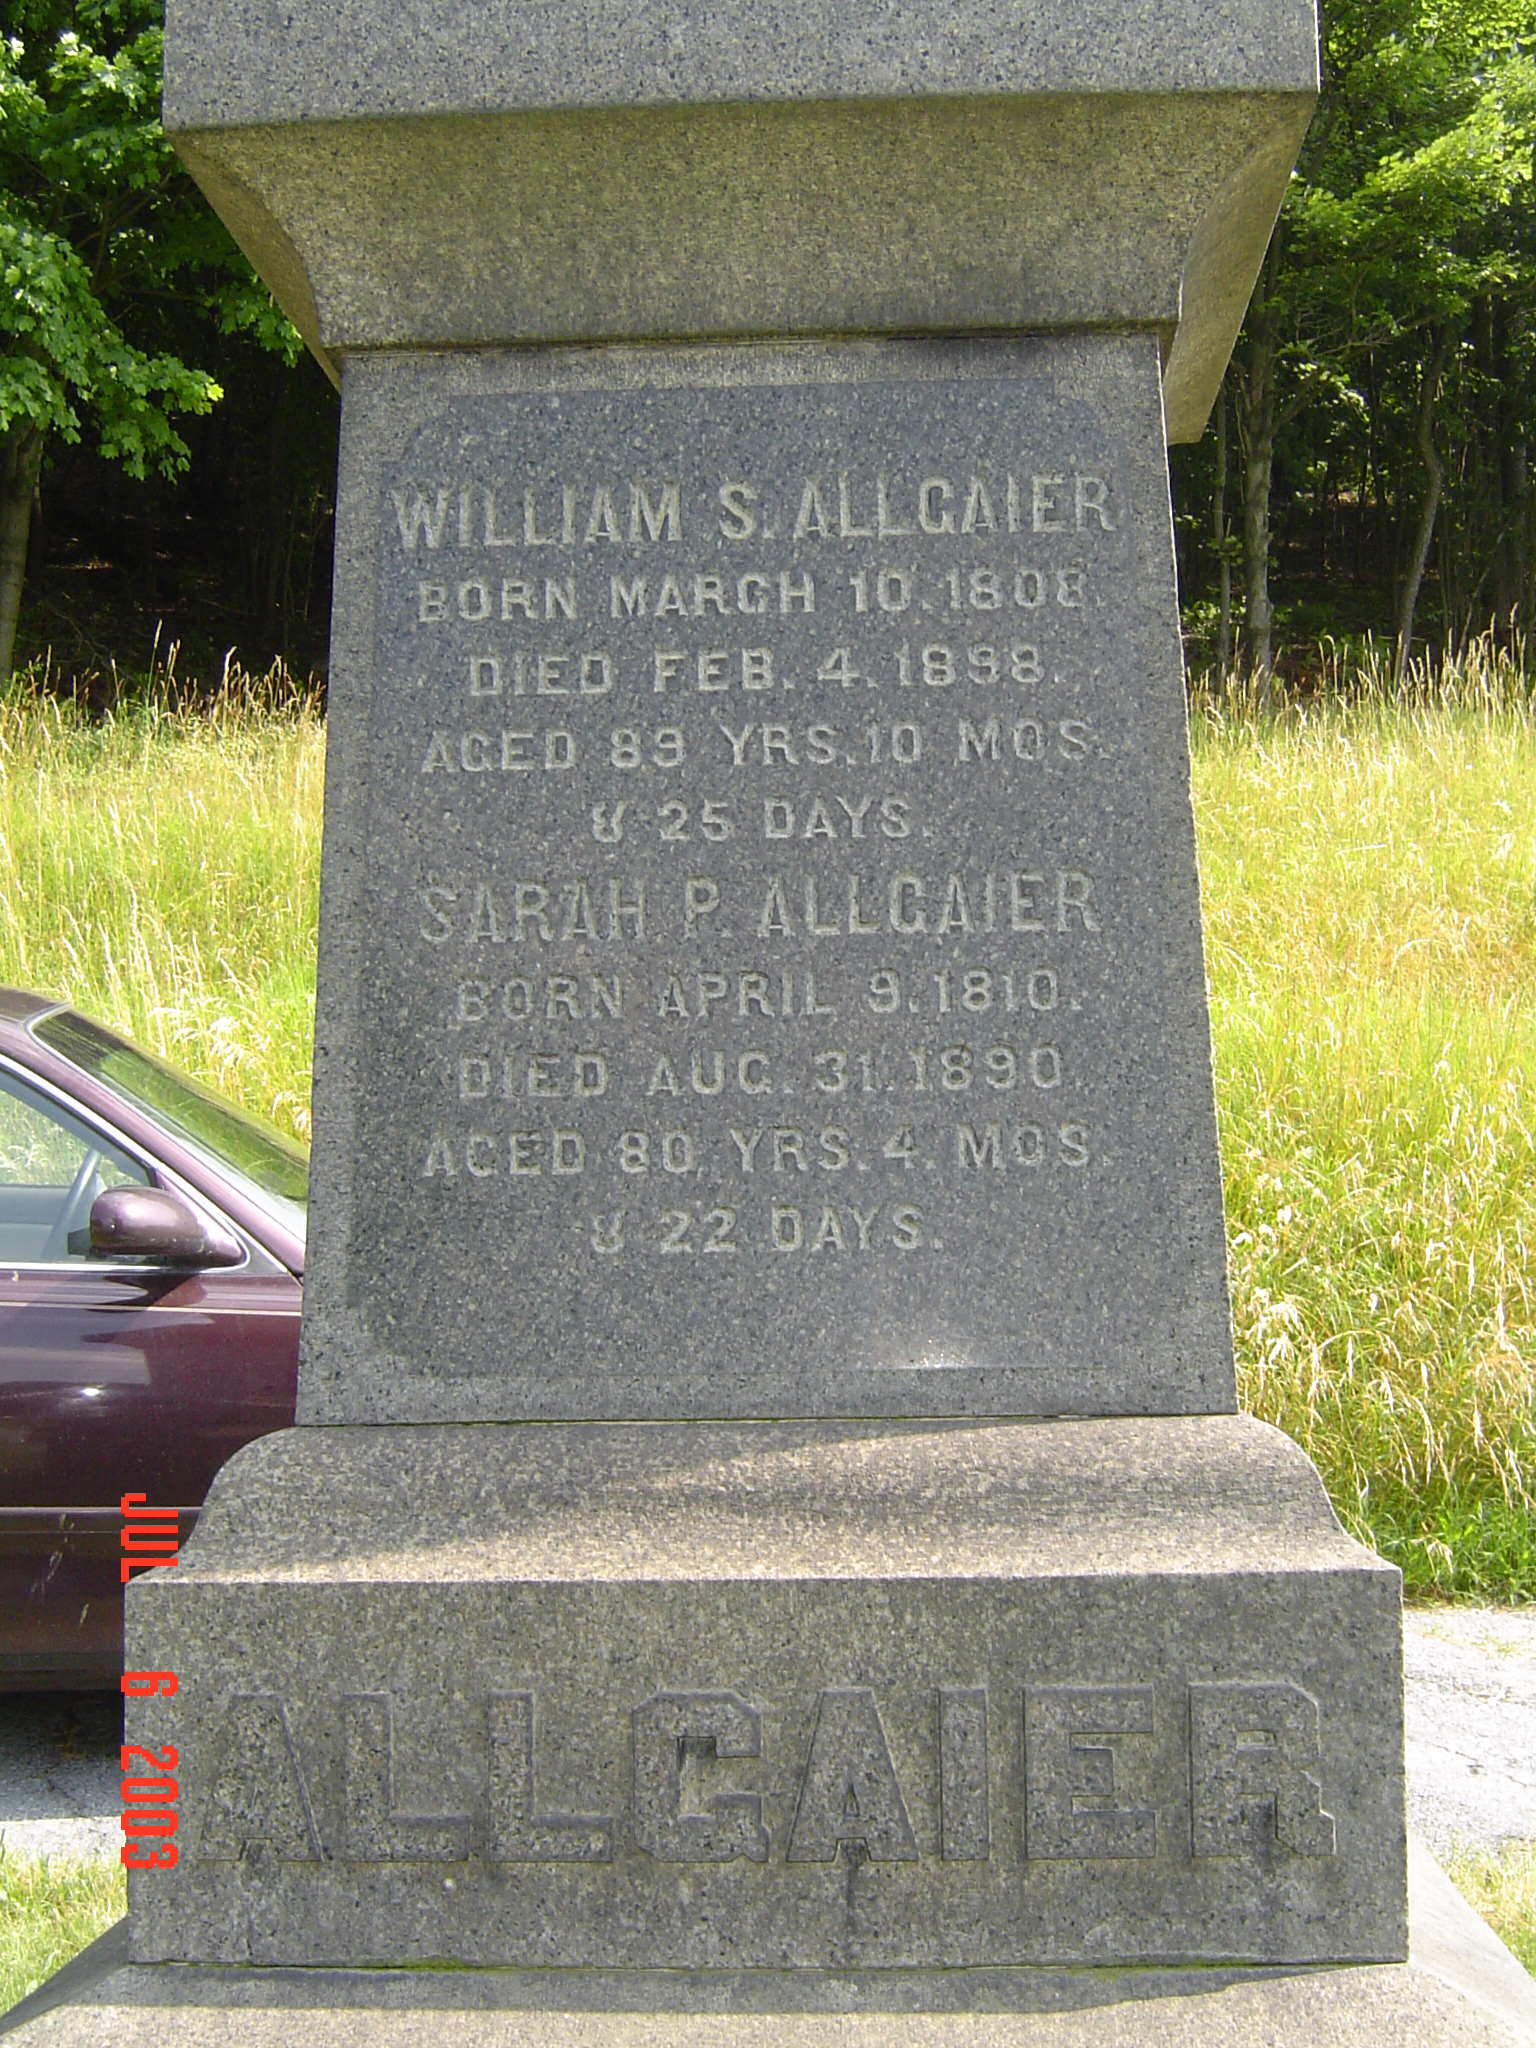 WILLIAM S. ALLGAIER
BORN MARCH 10. 1808.
DIED FEB. 4. 1898.
AGED 89 YRS. 10 MOS.
& 25 DAYS.
SARAH P. ALLGAIER
BORN APRIL 9. 1810.
DIED AUG. 31. 1890.
AGED 80 YRS. 4. MOS.
& 22 DAYS.
ALLGAIER
JUL 6 2003